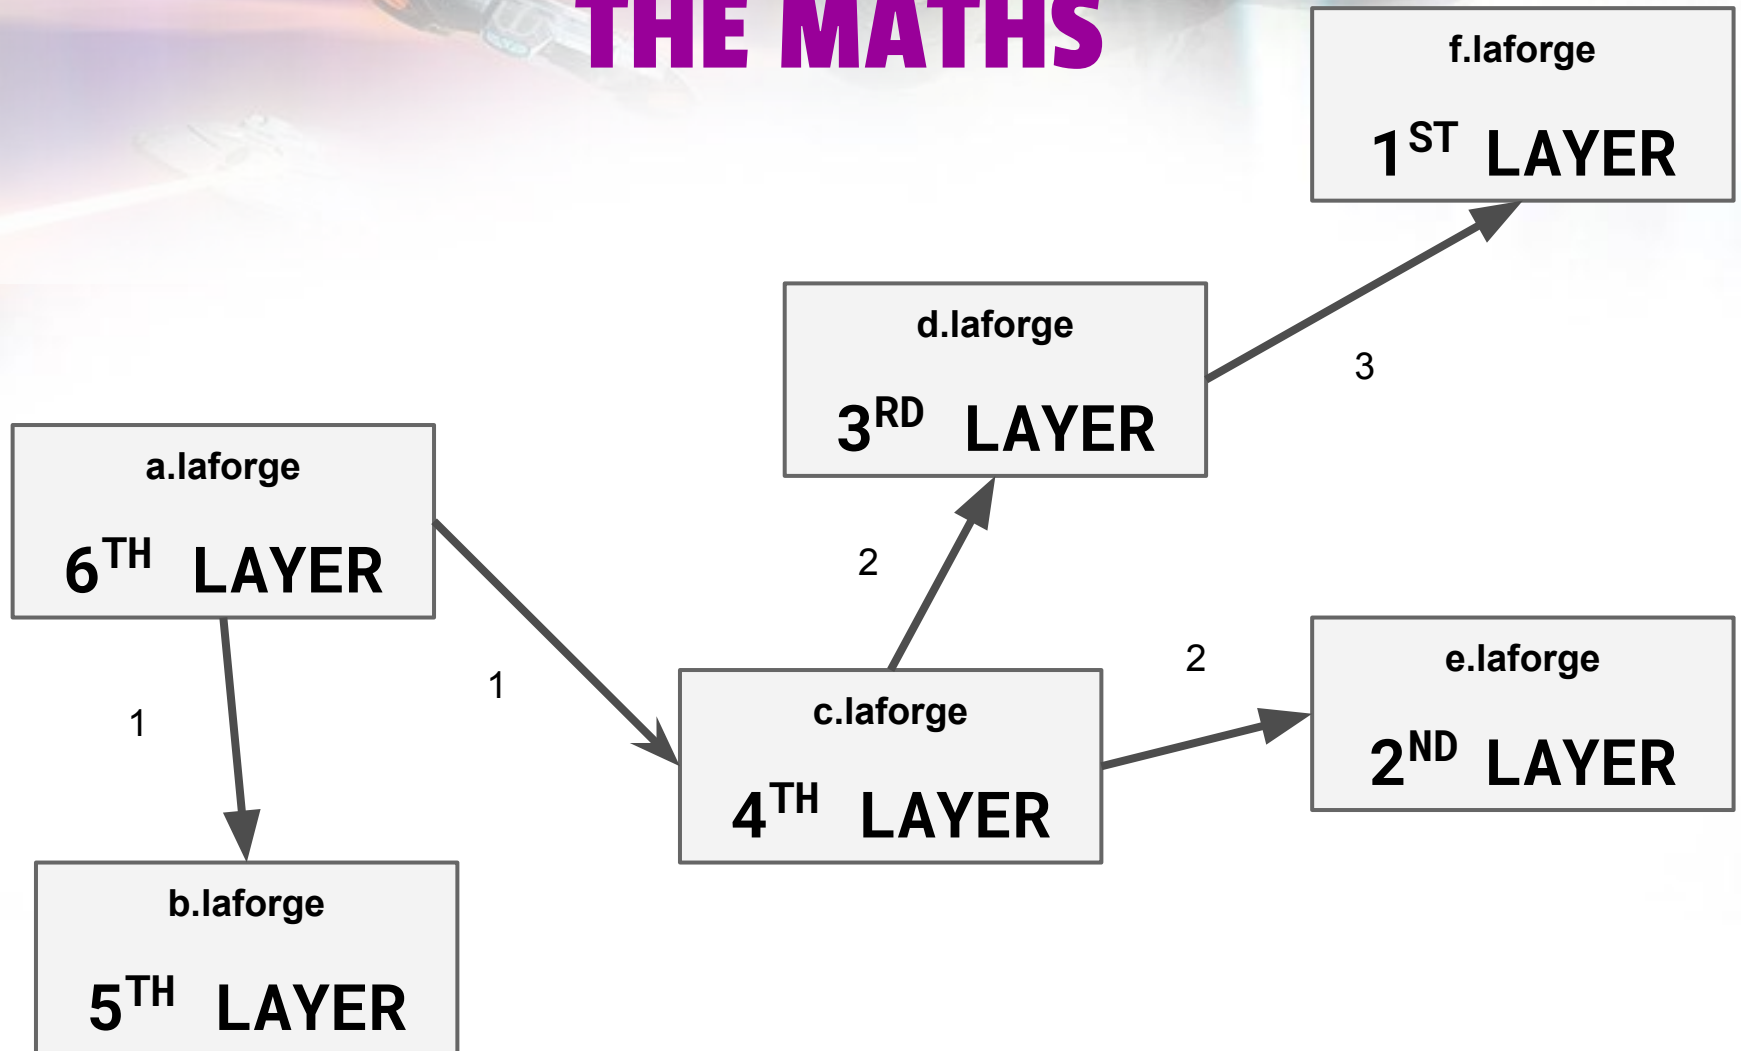 THE MATHS
f.laforge
1ST LAYER
d.laforge
3RD LAYER
3
a.laforge
6TH LAYER
2
1
1
c.laforge
4TH LAYER
2
e.laforge
2ND LAYER
b.laforge
5TH LAYER